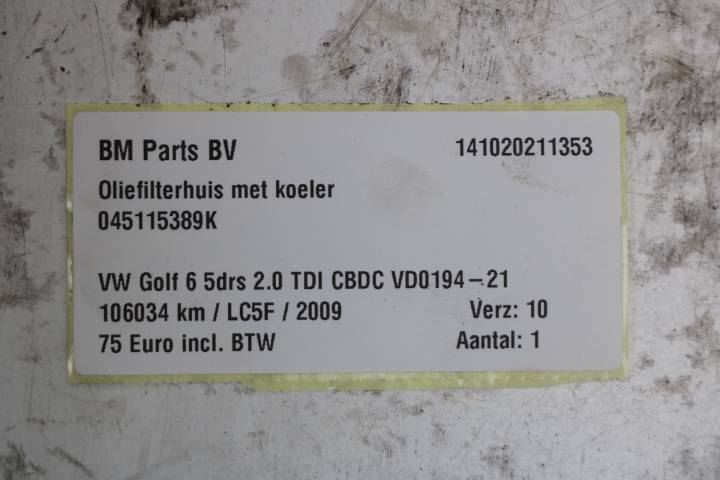 BM Parts BV 141020211353
Oliefilterhuis met koeler
045115389K
VW Golf 6 5drs 2.0 TDI CBDC VD0194-21
106034 km / LC5F / 2009 Verz: 10
75 Euro incl. BTW Aantal: 1